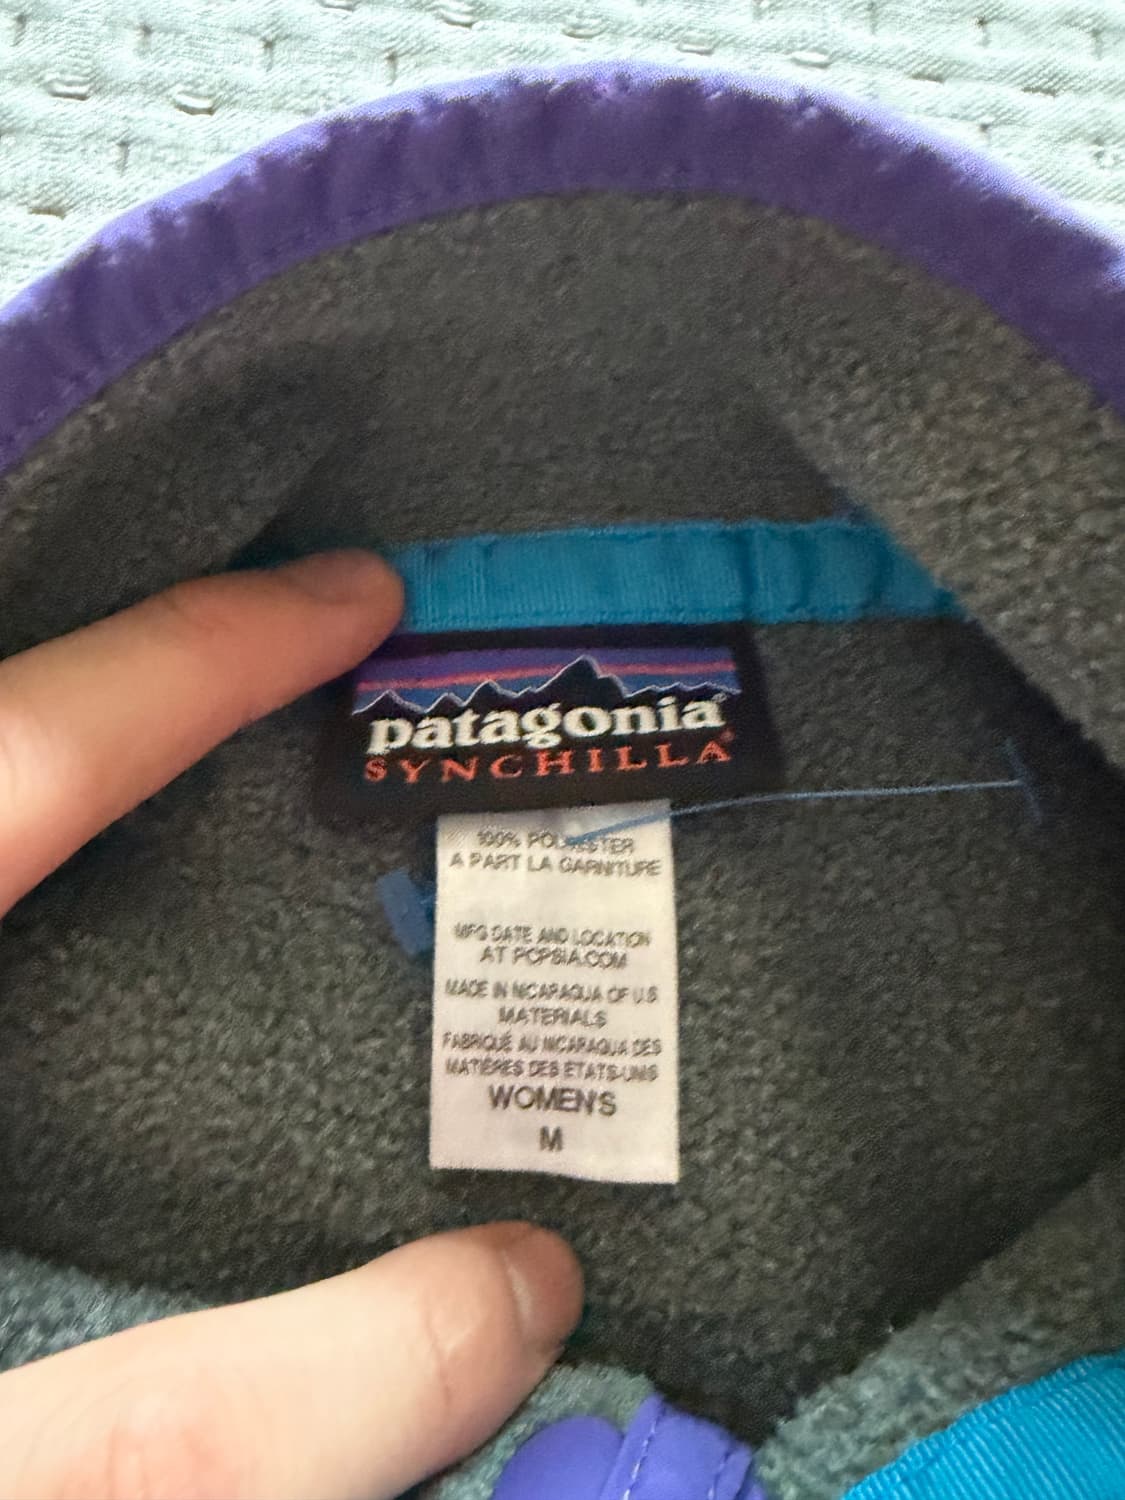 patagonia®
SYNCHILLA®
100% POLYESTER
A PART LA GARNITURE
MFG DATE AND LOCATION
AT PCPSIA.COM
MADE IN NICARAGUA OF U.S
MATERIALS
FABRIQUÉ AU NICARAGUA DES
MATIÈRES DES ETATS-UNIS
WOMEN'S
M